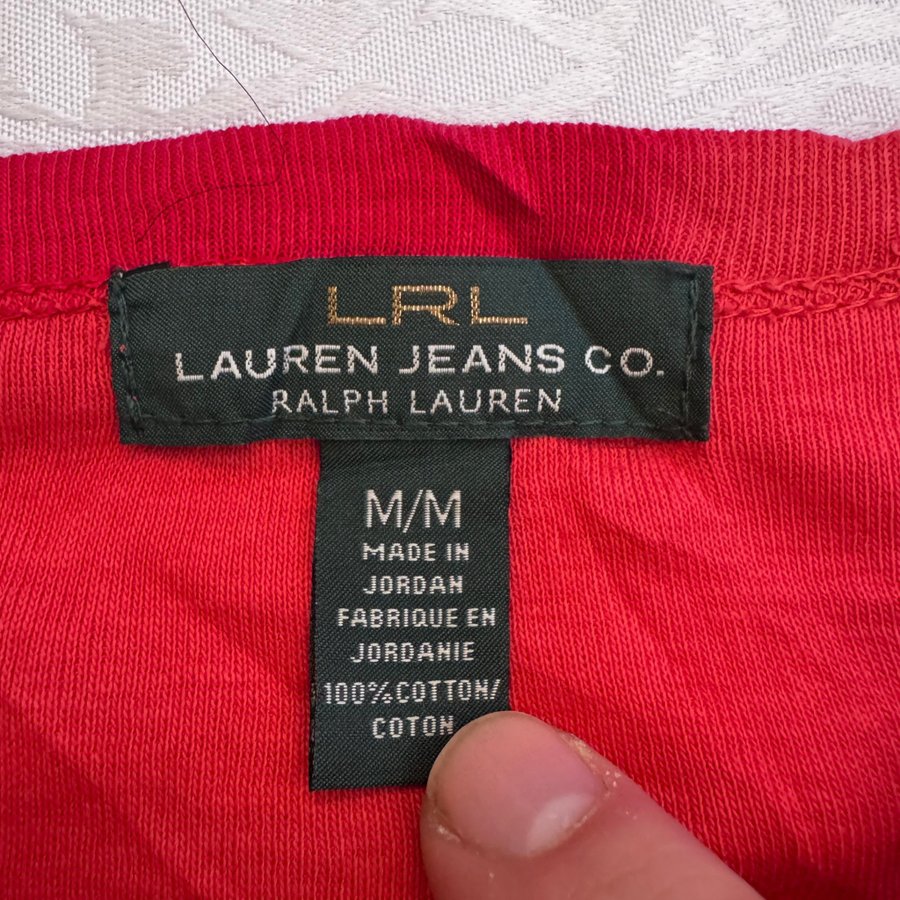 LRL
LAUREN JEANS CO.
RALPH LAUREN
M/M
MADE IN
JORDAN
FABRIQUE EN
JORDANIE
100% COTTON/
COTON